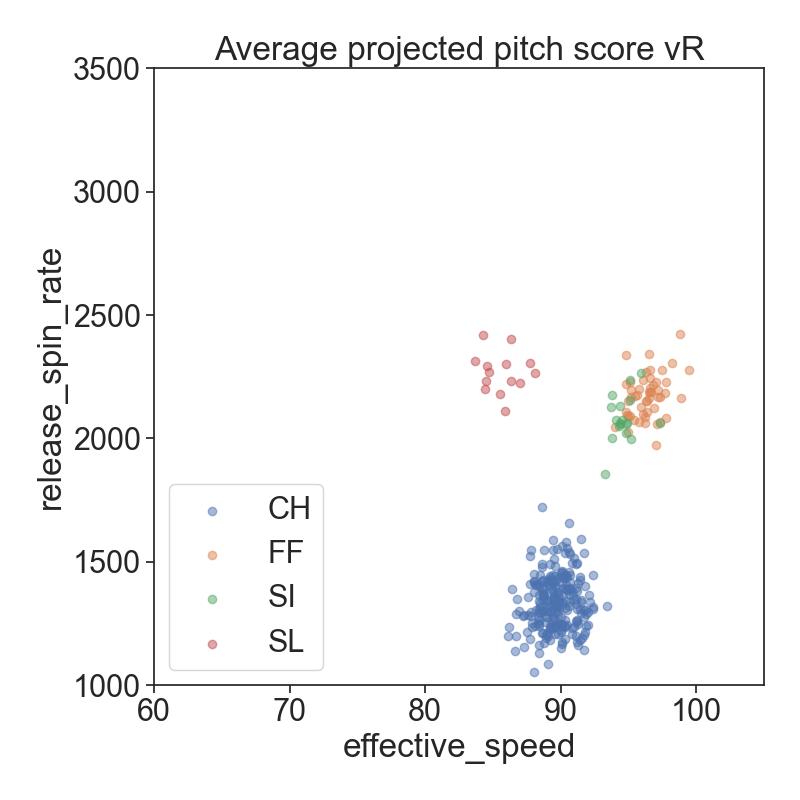 Average projected pitch score vR
3500
3000
2500
2000
1500
1000
release_spin_rate
CH
FF
SI
SL
60
70
80
90
100
effective_speed